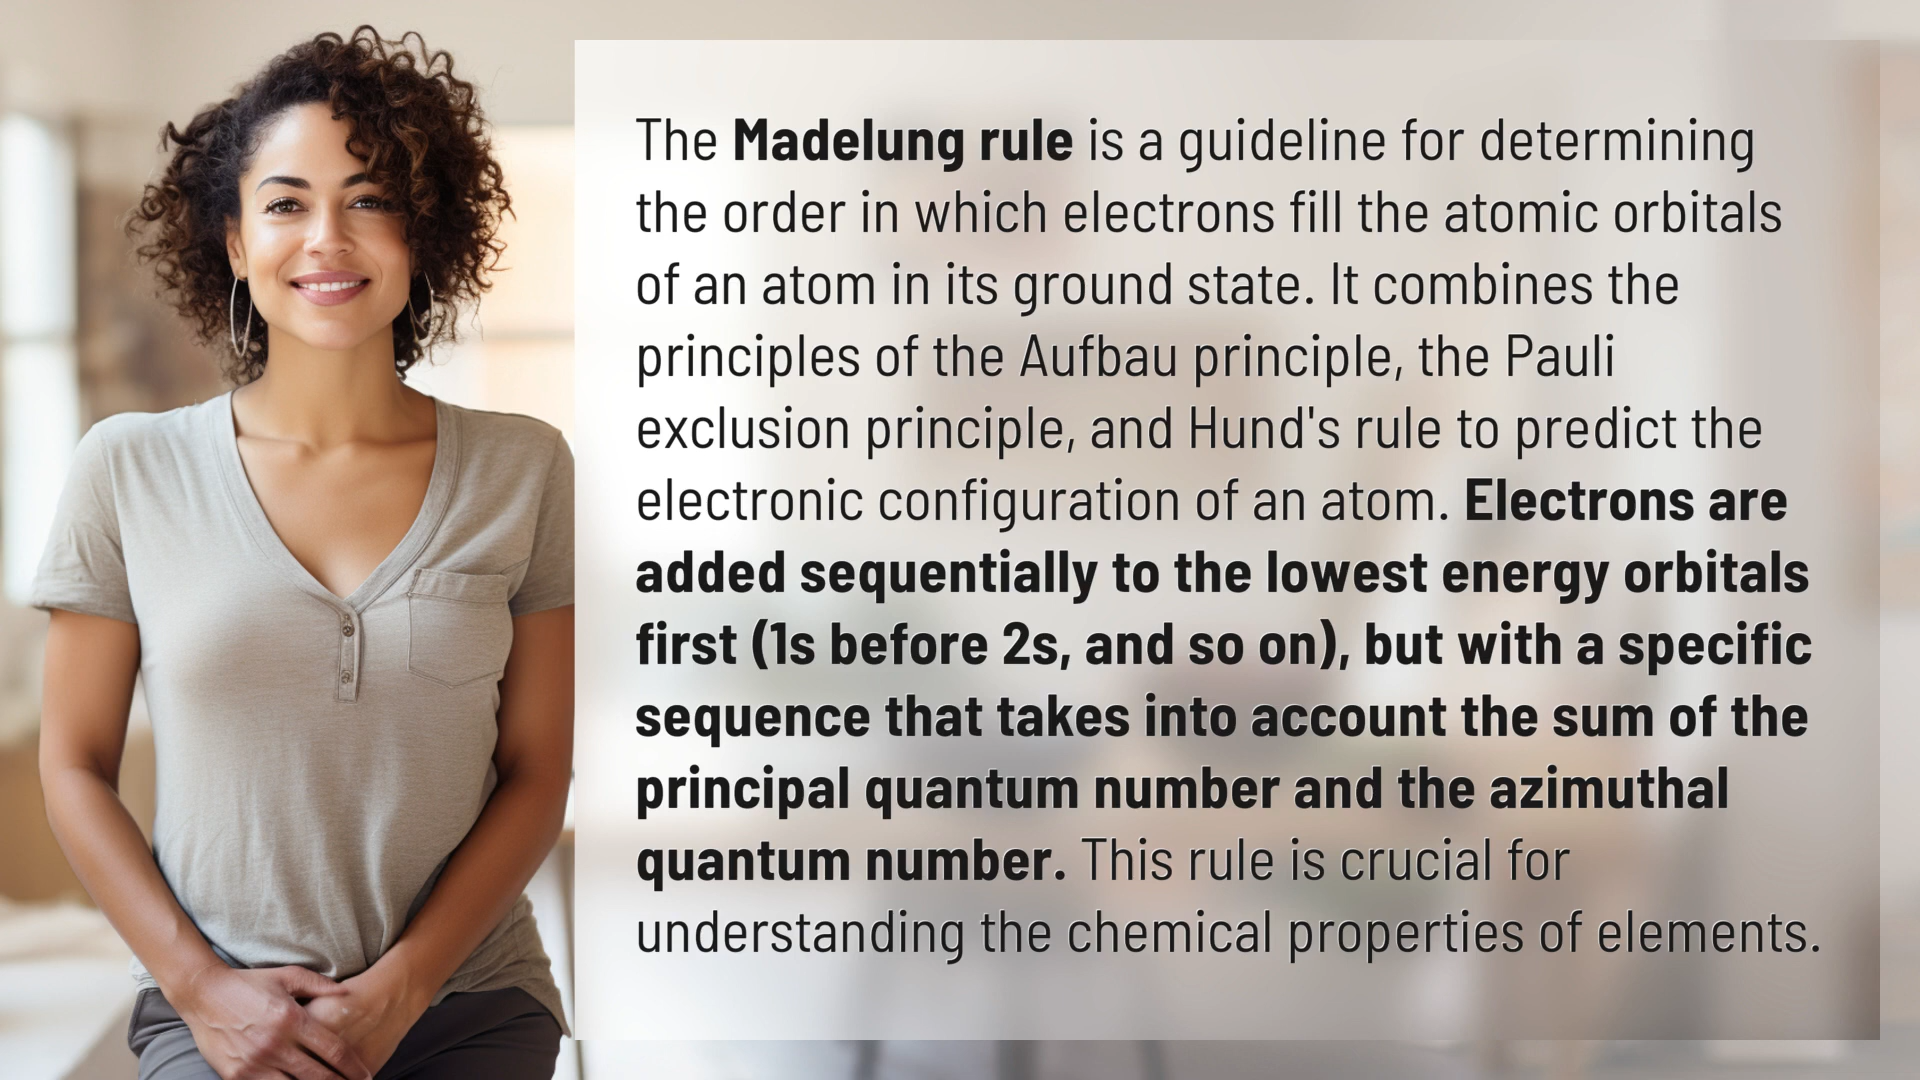 The Madelung rule is a guideline for determining
the order in which electrons fill the atomic orbitals
of an atom in its ground state. It combines the
principles of the Aufbau principle, the Pauli
exclusion principle, and Hund's rule to predict the
electronic configuration of an atom. Electrons are
added sequentially to the lowest energy orbitals
first (1s before 2s, and so on), but with a specific
sequence that takes into account the sum of the
principal quantum number and the azimuthal
quantum number. This rule is crucial for
understanding the chemical properties of elements.